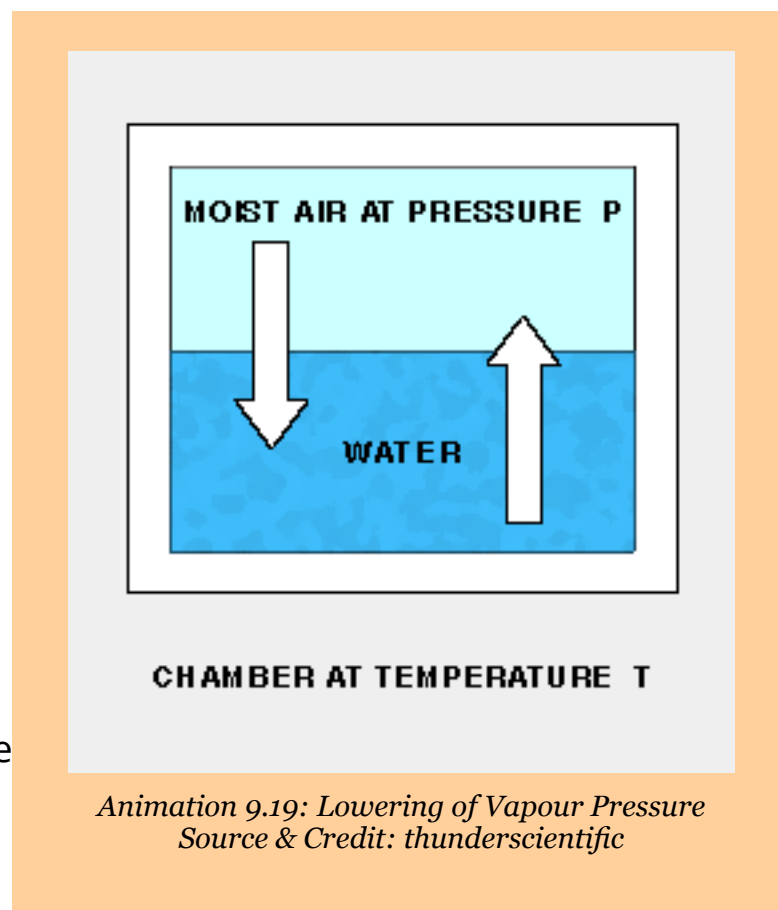 MOIST AIR AT PRESSURE P
WATER
CHAMBER AT TEMPERATURE T
e
Animation 9.19: Lowering of Vapour Pressure
Source & Credit: thunderscientific